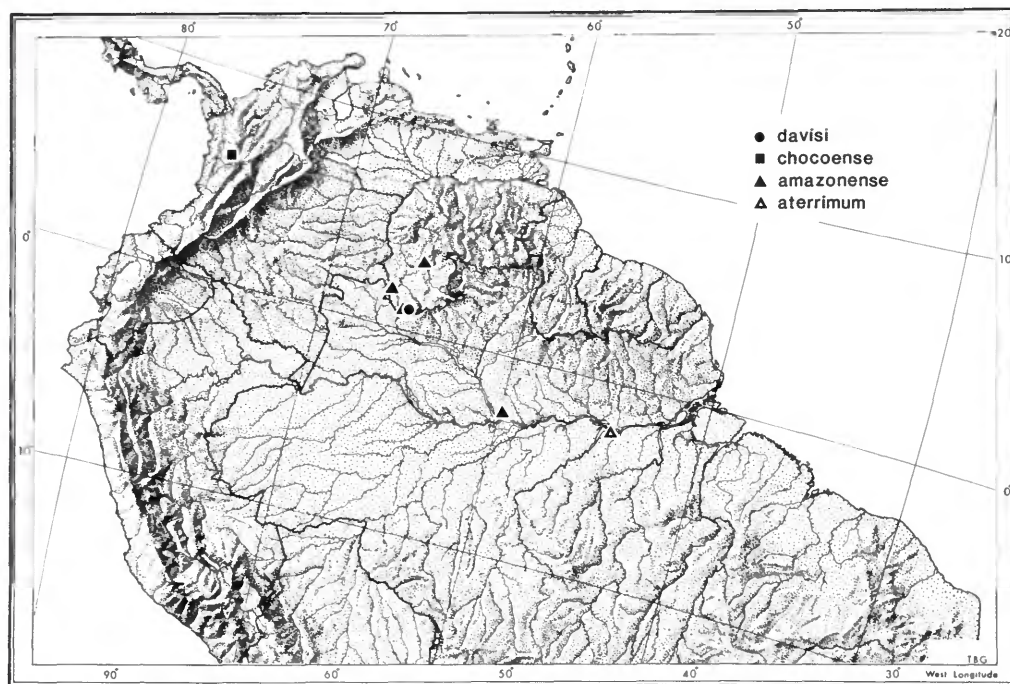 80° 70° 60° 50° 20
davisi
chocoense
amazonense
aterrimum
0°
10
10°
0
TBG
90° 60° 50° 40° 30° West Longitude